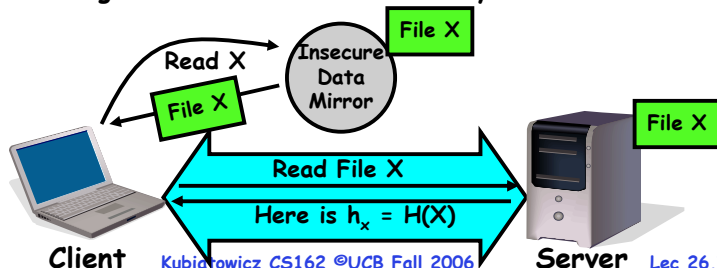 File X
Read X
Insecure
Data
Mirror
File X
File X
Read File X
Here is hₓ = H(X)
Client
Server
Kubiatowicz CS162 ©UCB Fall 2006
Lec 26.